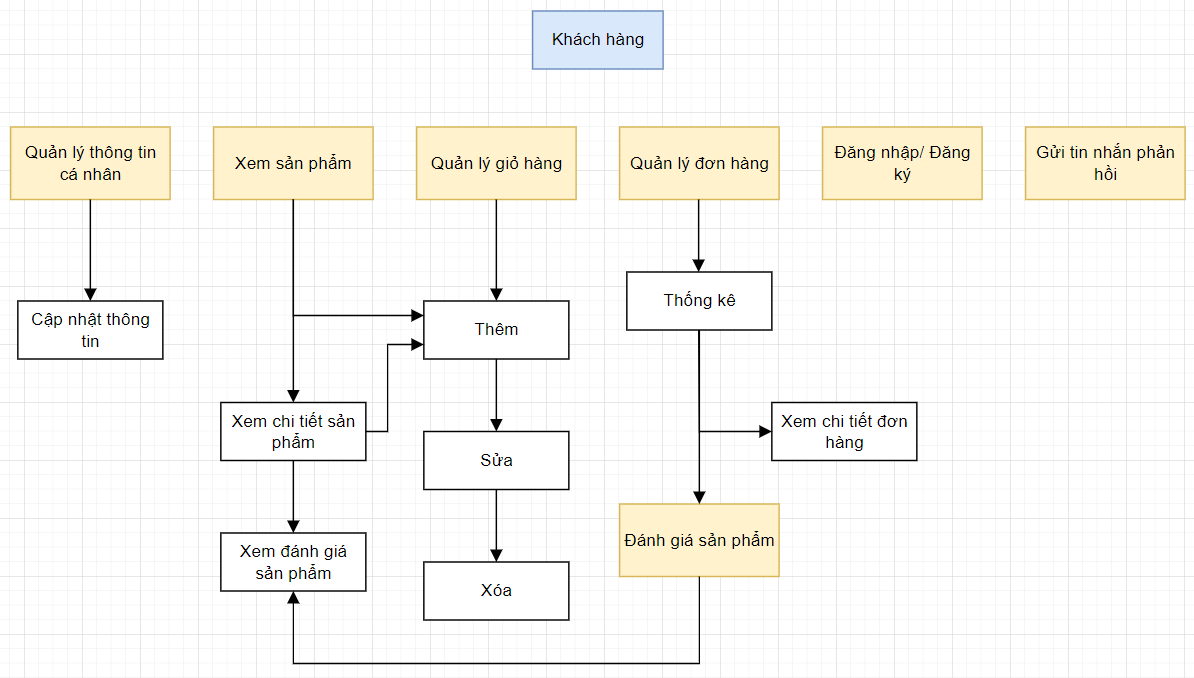 Khách hàng
Quản lý thông tin
cá nhân
Xem sản phẩm
Quản lý giỏ hàng
Quản lý đơn hàng
Đăng nhập/ Đăng
ký
Gửi tin nhắn phản
hồi
Cập nhật thông
tin
Thêm
Thống kê
Xem chi tiết sản
phẩm
Sửa
Xem chi tiết đơn
hàng
Xem đánh giá
sản phẩm
Xóa
Đánh giá sản phẩm